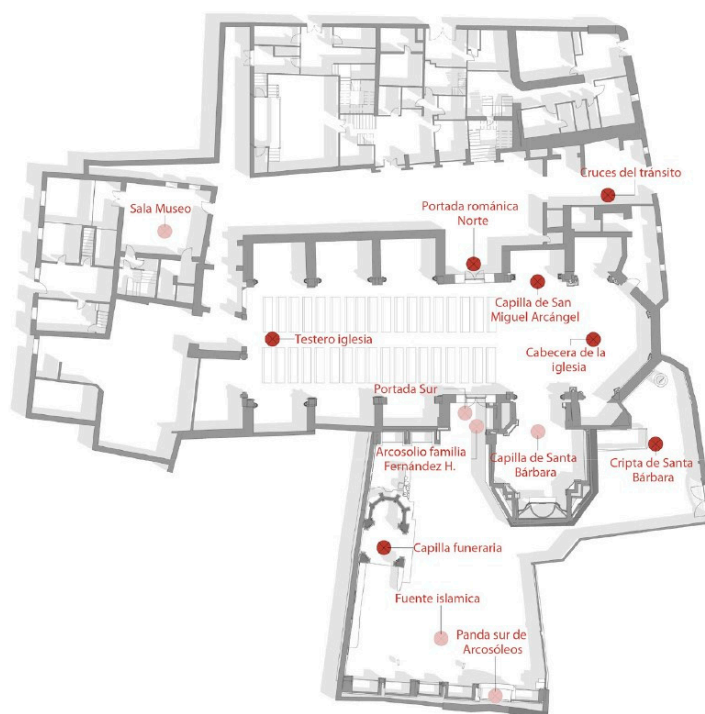 Cruces del tránsito
Sala Museo
Portada románica
Norte
Capilla de San
Miguel Arcángel
Testero iglesia
Cabecera de la
iglesia
Portada Sur
Arcosolio familia
Fernández H.
Capilla de Santa
Bárbara
Cripta de Santa
Bárbara
Capilla funeraria
Fuente islamica
Panda sur de
Arcosóleos